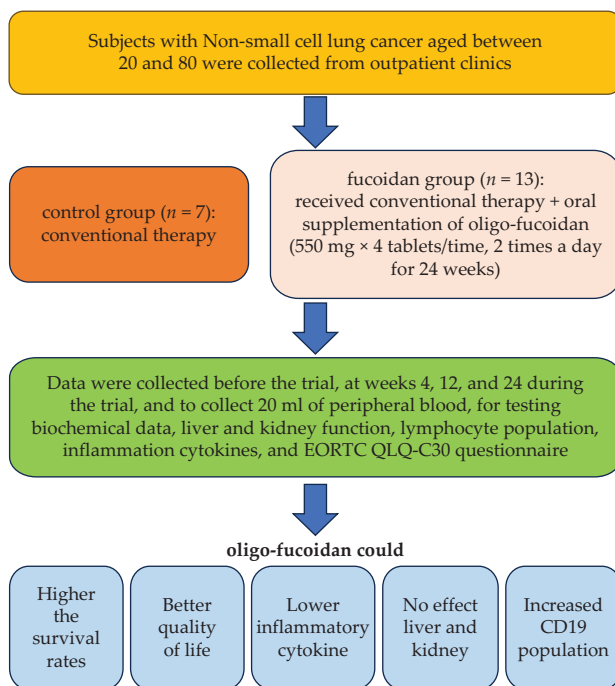 Subjects with Non-small cell lung cancer aged between
20 and 80 were collected from outpatient clinics
control group (n = 7):
conventional therapy
fucoidan group (n = 13):
received conventional therapy + oral
supplementation of oligo-fucoidan
(550 mg × 4 tablets/time, 2 times a day
for 24 weeks)
Data were collected before the trial, at weeks 4, 12, and 24 during
the trial, and to collect 20 ml of peripheral blood, for testing
biochemical data, liver and kidney function, lymphocyte population,
inflammation cytokines, and EORTC QLQ-C30 questionnaire
oligo-fucoidan could
Higher
the
survival
rates
Better
quality
of life
Lower
inflammatory
cytokine
No effect
liver and
kidney
Increased
CD19
population